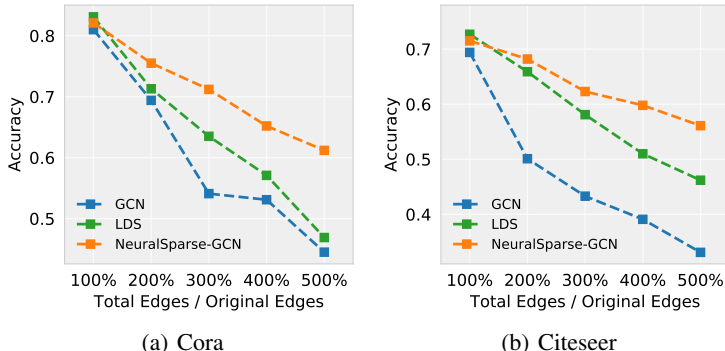 0.8
0.7
0.6
0.5
Accuracy
GCN
LDS
NeuralSparse-GCN
100% 200% 300% 400% 500%
Total Edges / Original Edges
(a) Cora
0.7
0.6
0.5
0.4
Accuracy
GCN
LDS
NeuralSparse-GCN
100% 200% 300% 400% 500%
Total Edges / Original Edges
(b) Citeseer